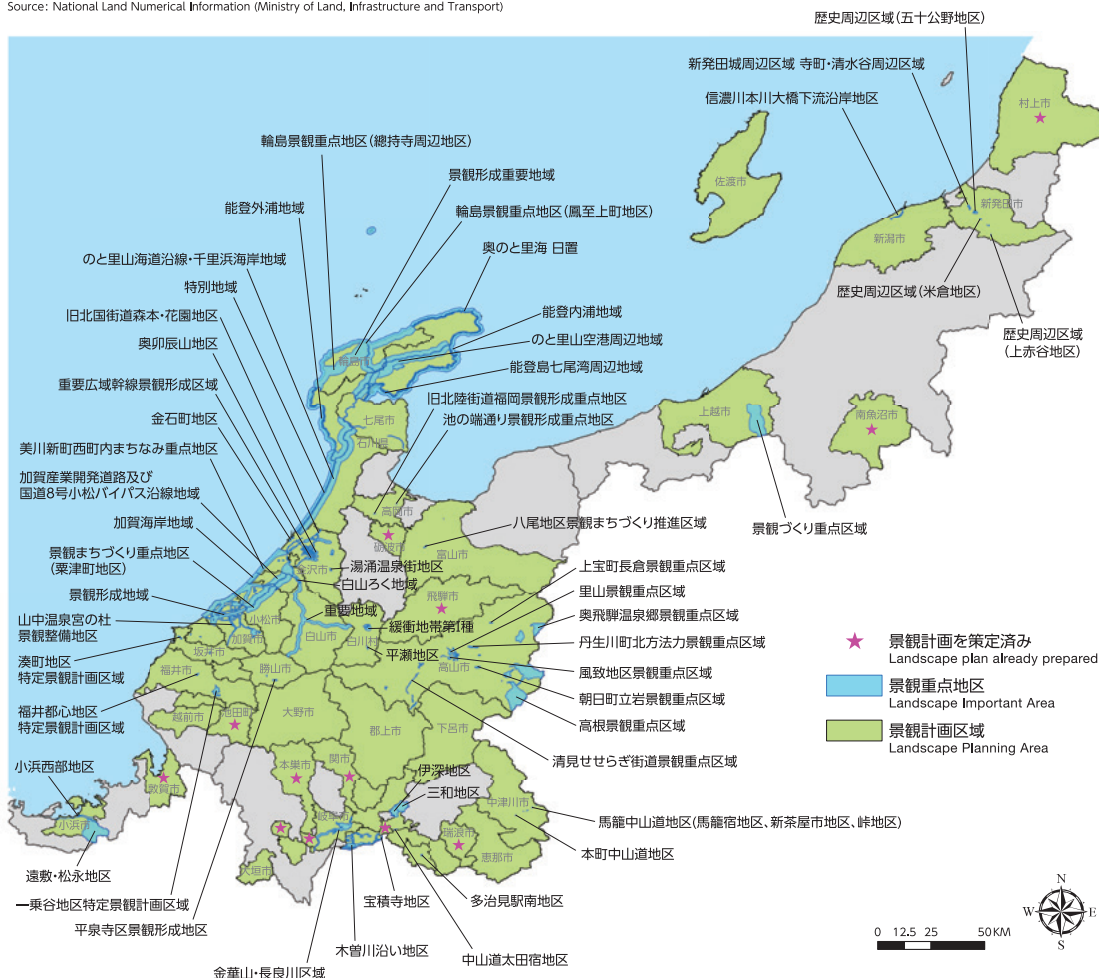 Source: National Land Numerical Information (Ministry of Land, Infrastructure and Transport)
歴史周辺区域(五十公野地区)
新発田城周辺区域 寺町・清水谷周辺区域
信濃川本川大橋下流沿岸地区
村上市
輪島景観重点地区(總持寺周辺地区)
景観形成重要地域
佐渡市
能登外浦地域
輪島景観重点地区(鳳至上町地区)
新発田市
新潟市
のと里山海道沿線・千里浜海岸地域
奥のと里海 日置
特別地域
歴史周辺区域(米倉地区)
旧北国街道森本・花園地区
能登内浦地域
奥卯辰山地区
のと里山空港周辺地域
歴史周辺区域
(上赤谷地区)
輪島市
能登島七尾湾周辺地域
重要広域幹線景観形成区域
旧北陸街道福岡景観形成重点地区
金石町地区
池の端通り景観形成重点地区
七尾市
石川県
上越市
南魚沼市
美川新町西町内まちなみ重点地区
加賀産業開発道路及び
国道8号小松バイパス沿線地域
高岡市
加賀海岸地域
八尾地区景観まちづくり推進区域
景観づくり重点区域
砺波市
富山市
景観まちづくり重点地区
(粟津町地区)
金沢市
湯涌温泉街地区
上宝町長倉景観重点区域
白山ろく地域
里山景観重点区域
景観形成地域
飛騨市
重要地域
奥飛騨温泉郷景観重点区域
山中温泉宮の杜
景観整備地区
小松市
緩衝地帯第I種
加賀市
白山市
白川村
丹生川町北方法力景観重点区域
景観計画を策定済み
Landscape plan already prepared
湊町地区
特定景観計画区域
坂井市
平瀬地区
高山市
風致地区景観重点区域
福井市
勝山市
朝日町立岩景観重点区域
景観重点地区
Landscape Important Area
福井都心地区
特定景観計画区域
越前市
池田町
大野市
郡上市
下呂市
高根景観重点区域
景観計画区域
Landscape Planning Area
清見せせらぎ街道景観重点区域
小浜西部地区
敦賀市
本巣市
関市
伊深地区
三和地区
中津川市
小浜市
岐阜市
馬籠中山道地区(馬籠宿地区、新茶屋市地区、峠地区)
瑞浪市
本町中山道地区
恵那市
大垣市
遠敷・松永地区
多治見駅南地区
一乗谷地区特定景観計画区域
宝積寺地区
平泉寺区景観形成地区
木曽川沿い地区
中山道太田宿地区
金華山・長良川区域
N
W
E
S
0 12.5 25 50KM